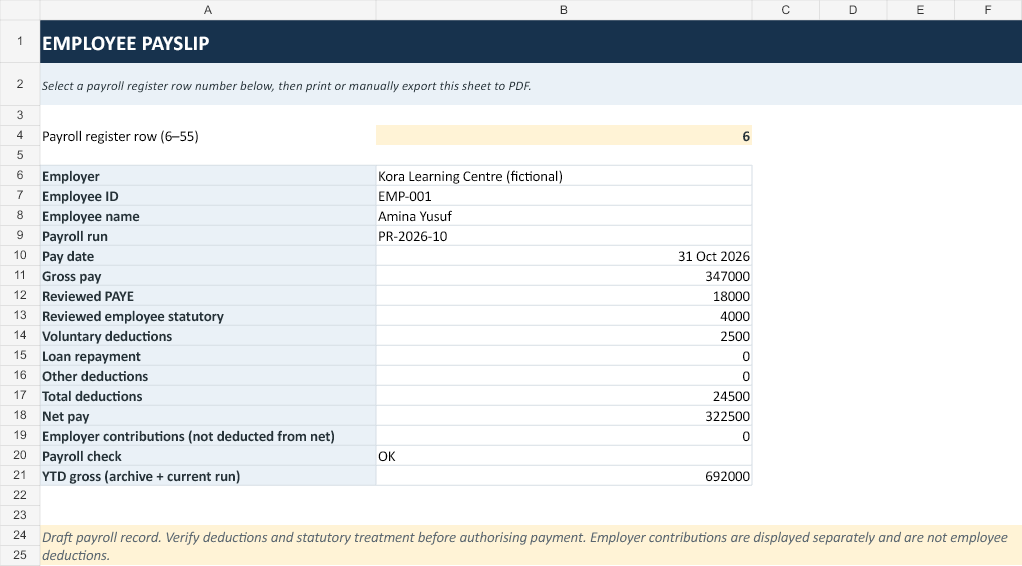 A B C D E F
1 EMPLOYEE PAYSLIP
2 Select a payroll register row number below, then print or manually export this sheet to PDF.
3
4 Payroll register row (6–55) 6
5
6 Employer Kora Learning Centre (fictional)
7 Employee ID EMP-001
8 Employee name Amina Yusuf
9 Payroll run PR-2026-10
10 Pay date 31 Oct 2026
11 Gross pay 347000
12 Reviewed PAYE 18000
13 Reviewed employee statutory 4000
14 Voluntary deductions 2500
15 Loan repayment 0
16 Other deductions 0
17 Total deductions 24500
18 Net pay 322500
19 Employer contributions (not deducted from net) 0
20 Payroll check OK
21 YTD gross (archive + current run) 692000
22
23
24 Draft payroll record. Verify deductions and statutory treatment before authorising payment. Employer contributions are displayed separately and are not employee
25 deductions.